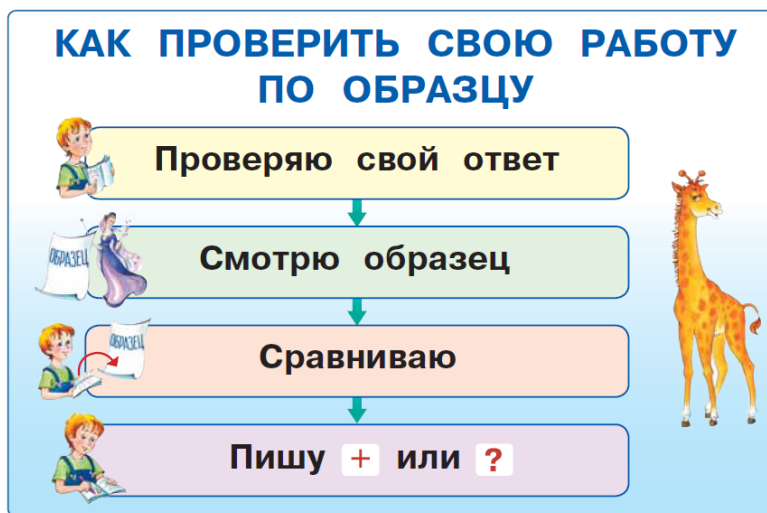 КАК ПРОВЕРИТЬ СВОЮ РАБОТУ
ПО ОБРАЗЦУ
Проверяю свой ответ
ОБРАЗЕЦ
Смотрю образец
ОБРАЗЕЦ
Сравниваю
Пишу + или ?